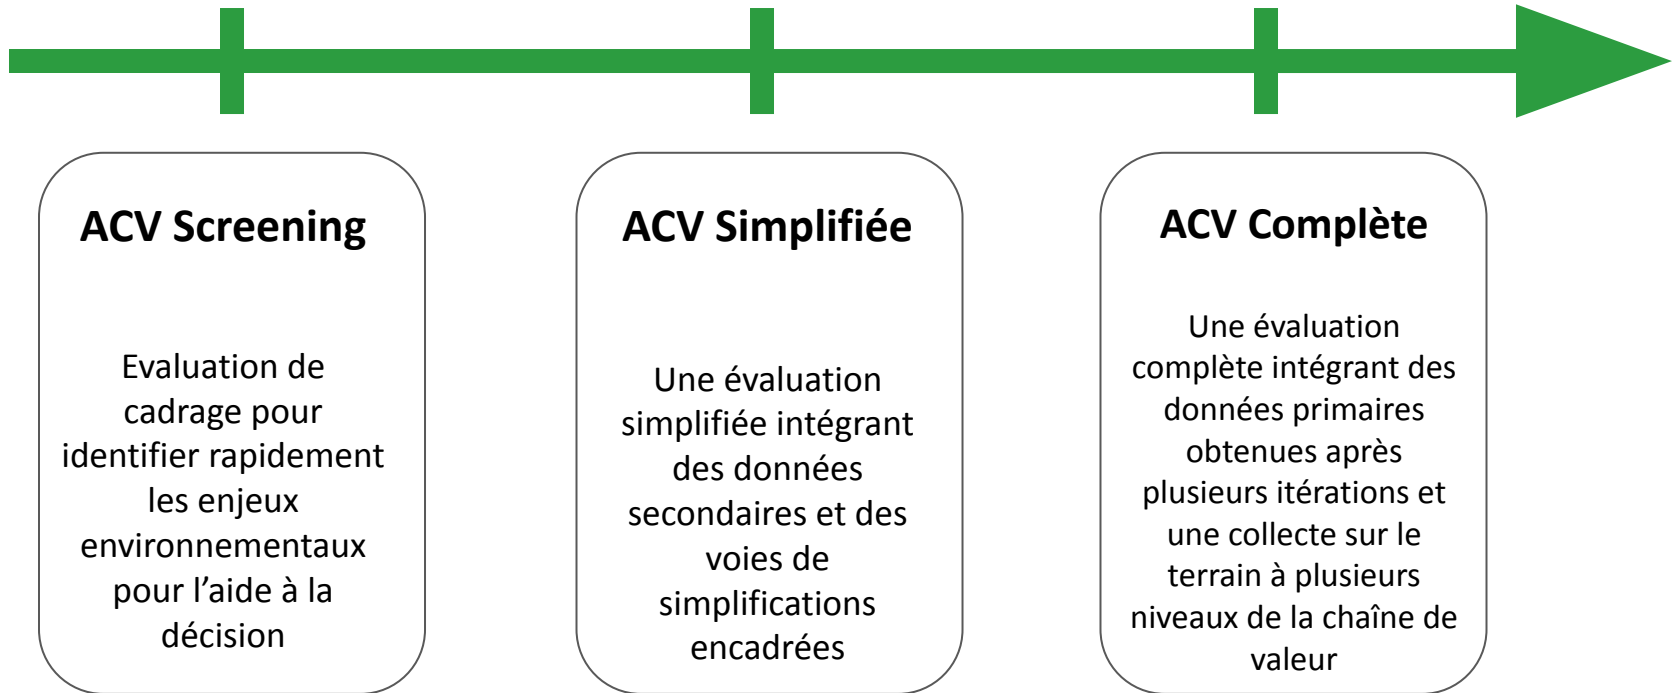 ACV Screening
Evaluation de
cadrage pour
identifier rapidement
les enjeux
environnementaux
pour l’aide à la
décision
ACV Simplifiée
Une évaluation
simplifiée intégrant
des données
secondaires et des
voies de
simplifications
encadrées
ACV Complète
Une évaluation
complète intégrant des
données primaires
obtenues après
plusieurs itérations et
une collecte sur le
terrain à plusieurs
niveaux de la chaîne de
valeur